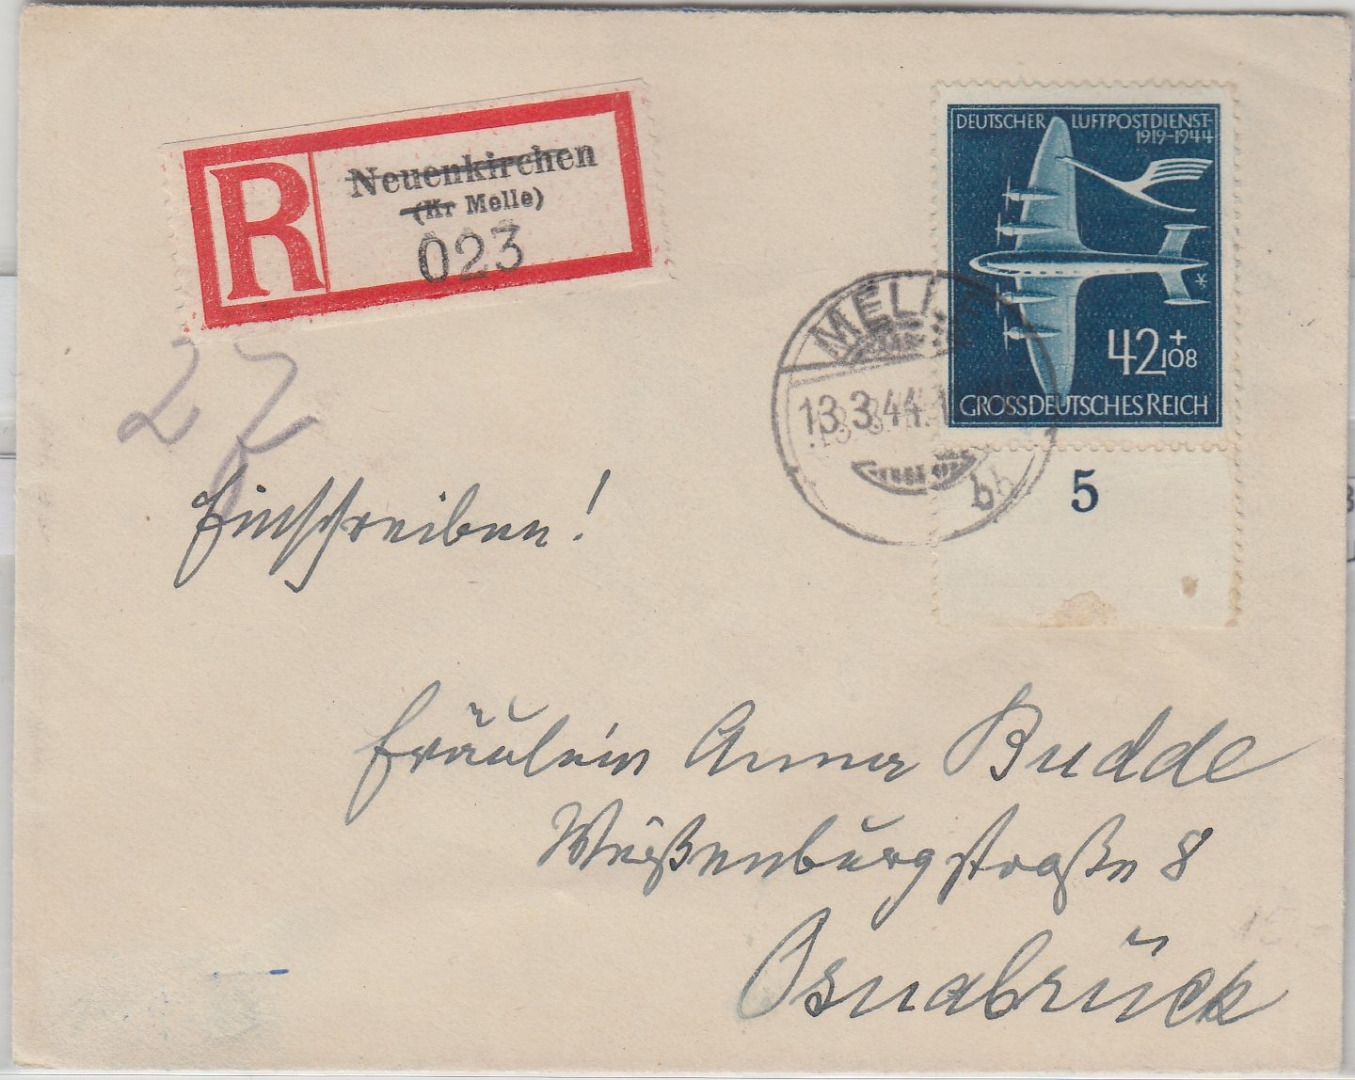 R
Neuenkirchen
(Kr Melle)
023
DEUTSCHER LUFTPOSTDIENST
1919-1944
42+108
GROSSDEUTSCHES REICH
5
MELLE
13.3.44.
27
Einschreiben!
Fräulein Anna Budde
Weißenburgstraße 8
Osnabrück